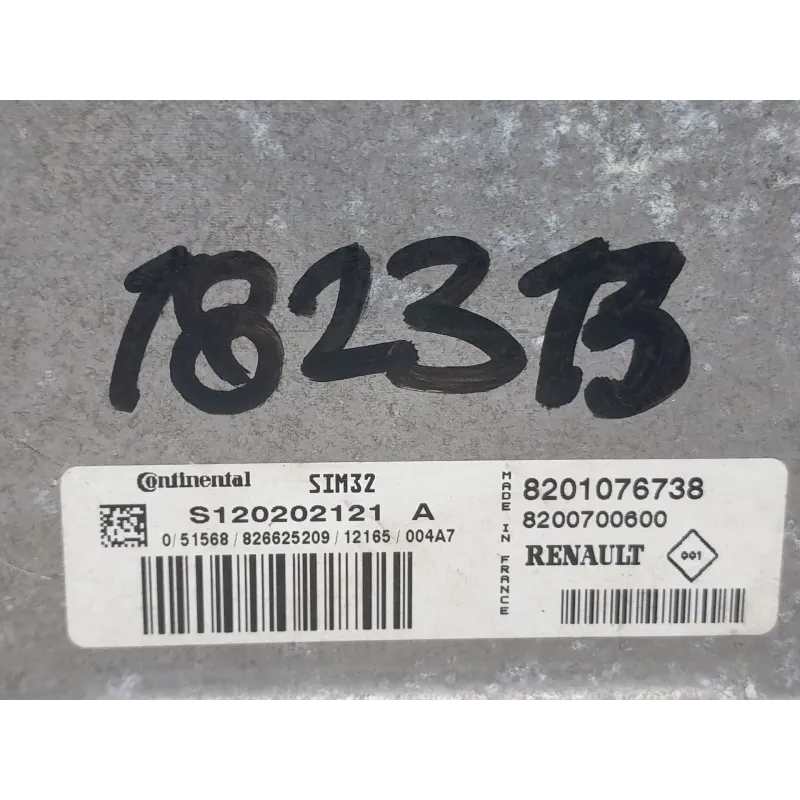 1823B
Continental SIM32
S120202121 A
0/51568/826625209/12165/004A7
MADE IN FRANCE
8201076738
8200700600
RENAULT 001